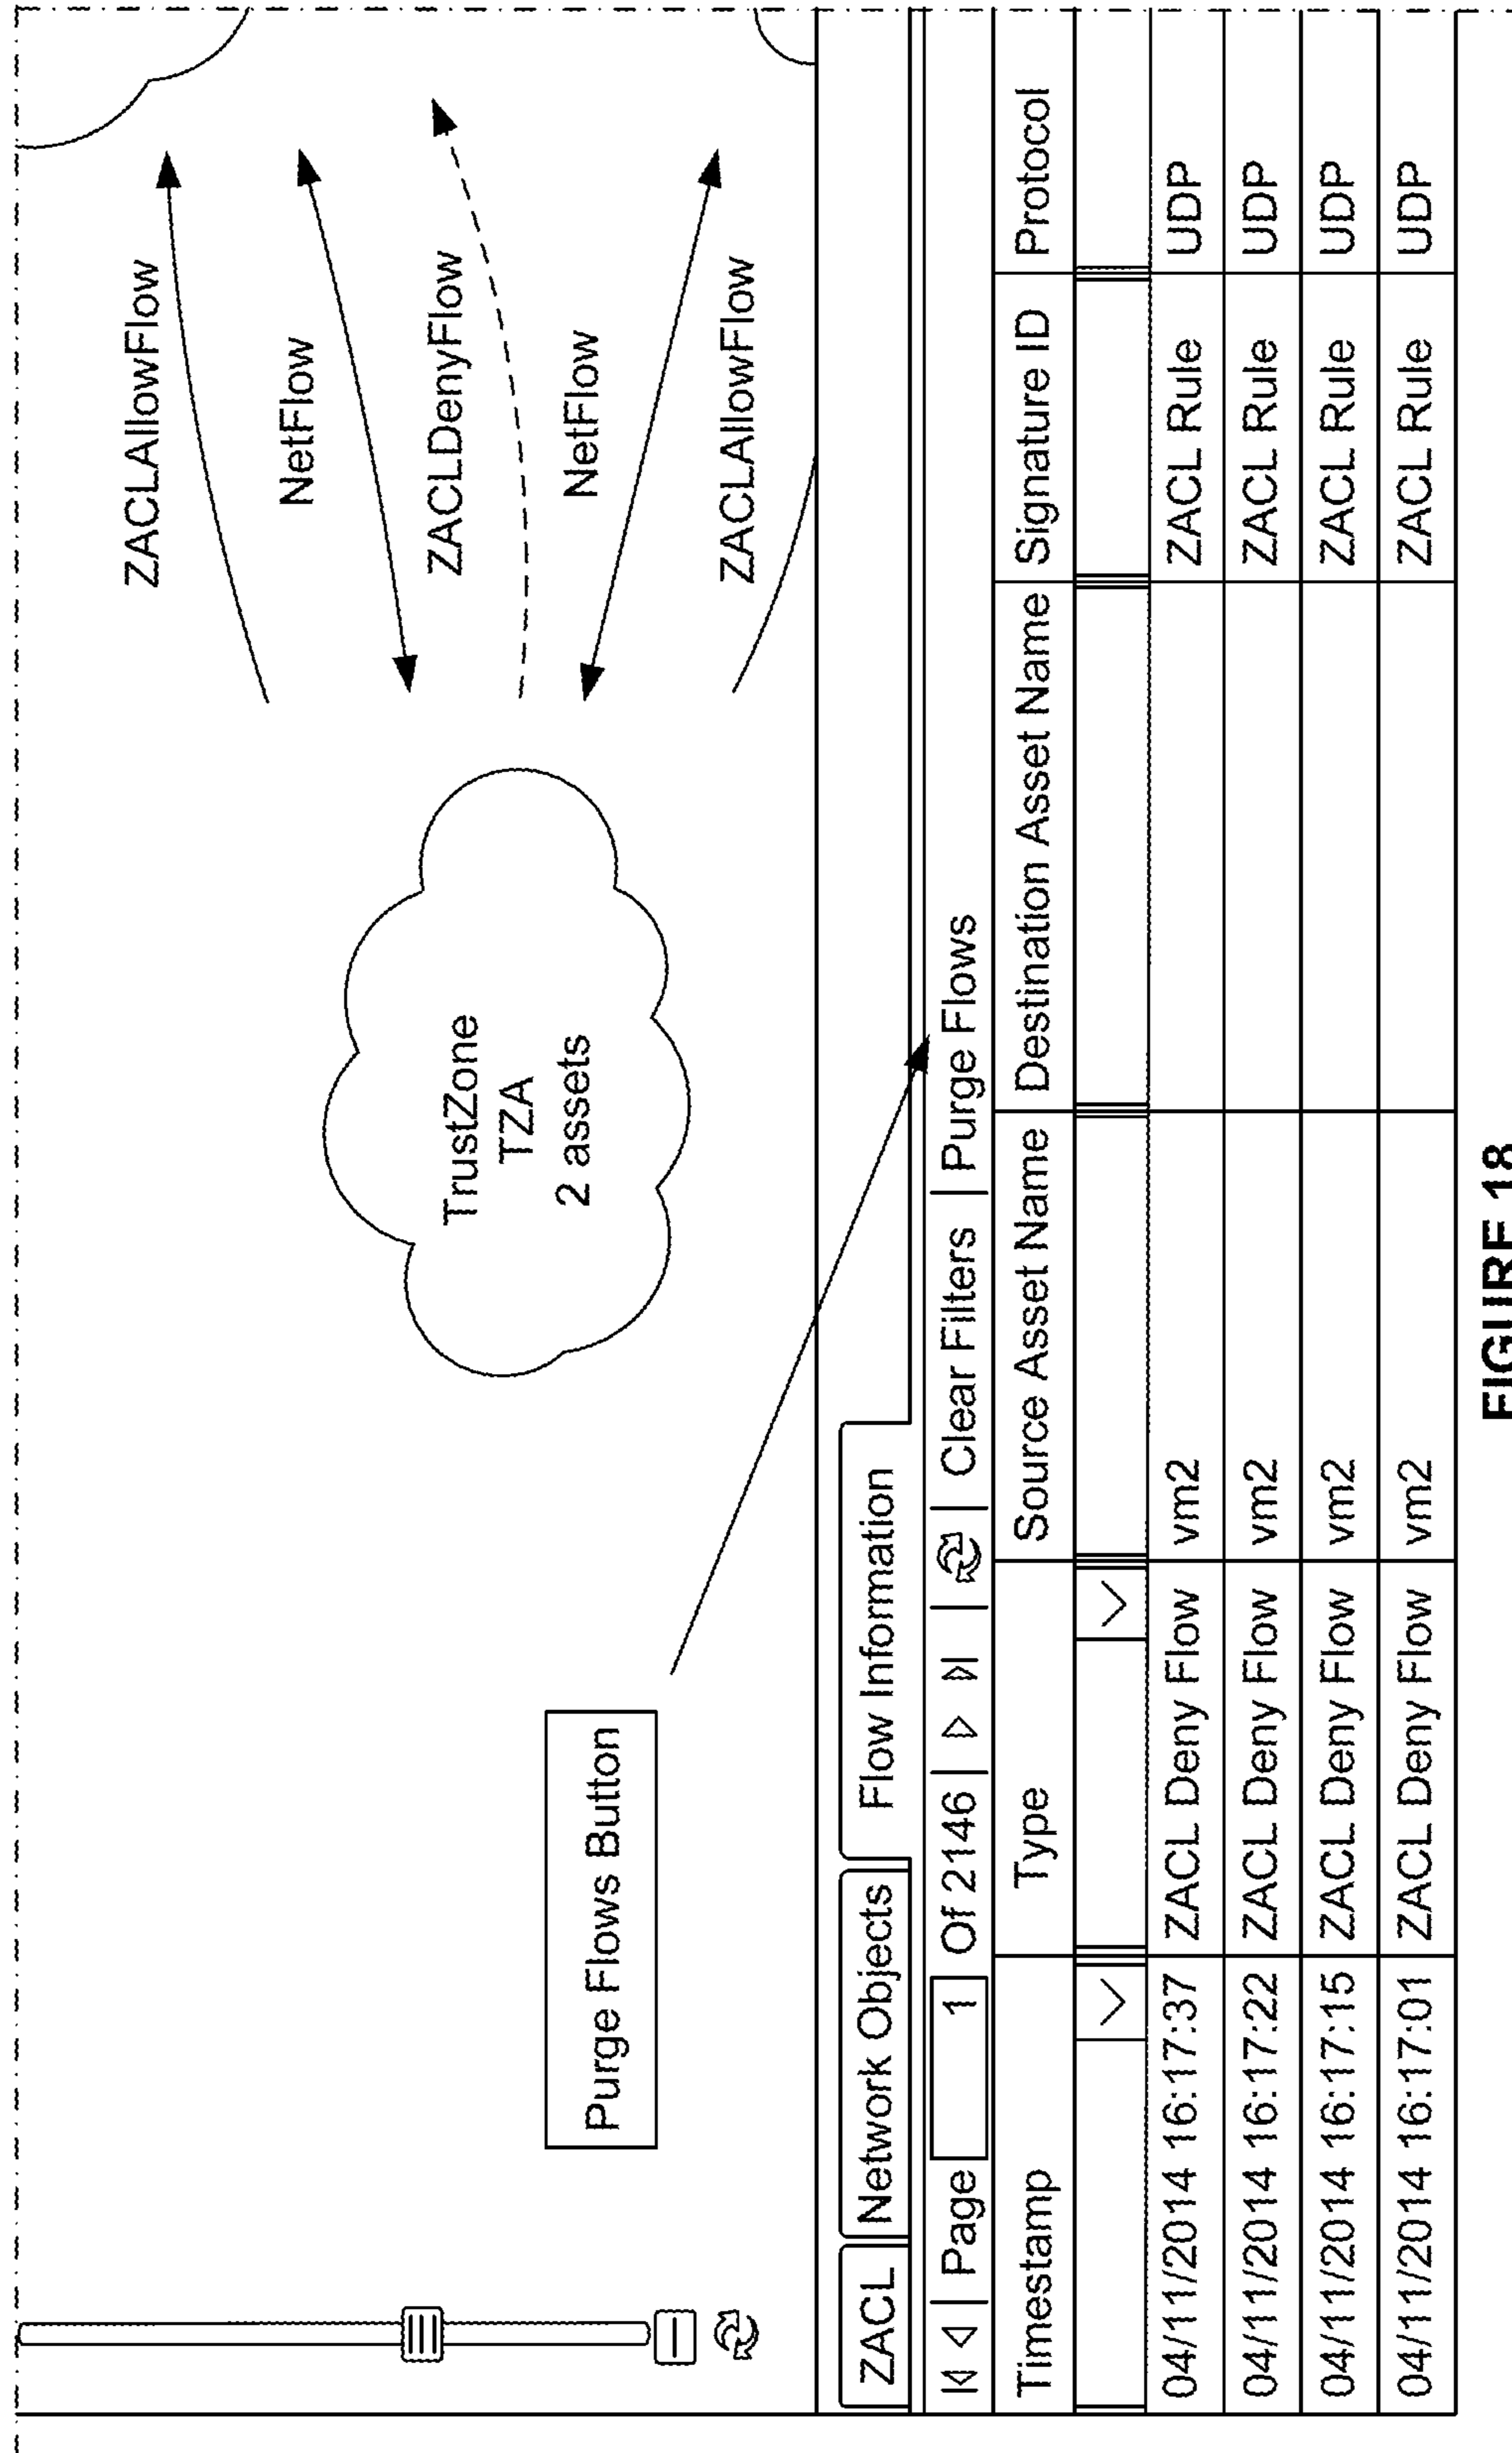 ZACLAllowFlow
NetFlow
ZACLDenyFlow
NetFlow
ZACLAllowFlow
TrustZone
TZA
2 assets
Purge Flows Button
ZACL Network Objects Flow Information
Page 1 Of 2146 Clear Filters Purge Flows
Timestamp Type Source Asset Name Destination Asset Name Signature ID Protocol
04/11/2014 16:17:37 ZACL Deny Flow vm2 ZACL Rule UDP
04/11/2014 16:17:22 ZACL Deny Flow vm2 ZACL Rule UDP
04/11/2014 16:17:15 ZACL Deny Flow vm2 ZACL Rule UDP
04/11/2014 16:17:01 ZACL Deny Flow vm2 ZACL Rule UDP
FIGURE 18